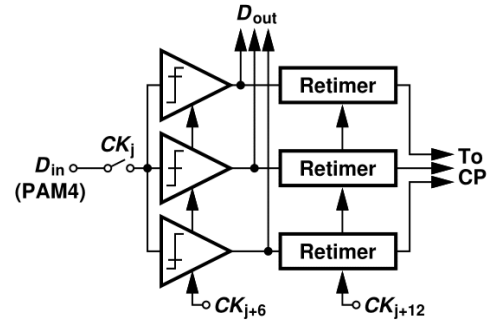 Dout
Retimer
CKj
Din
(PAM4)
Retimer
To
CP
Retimer
CKj+6
CKj+12